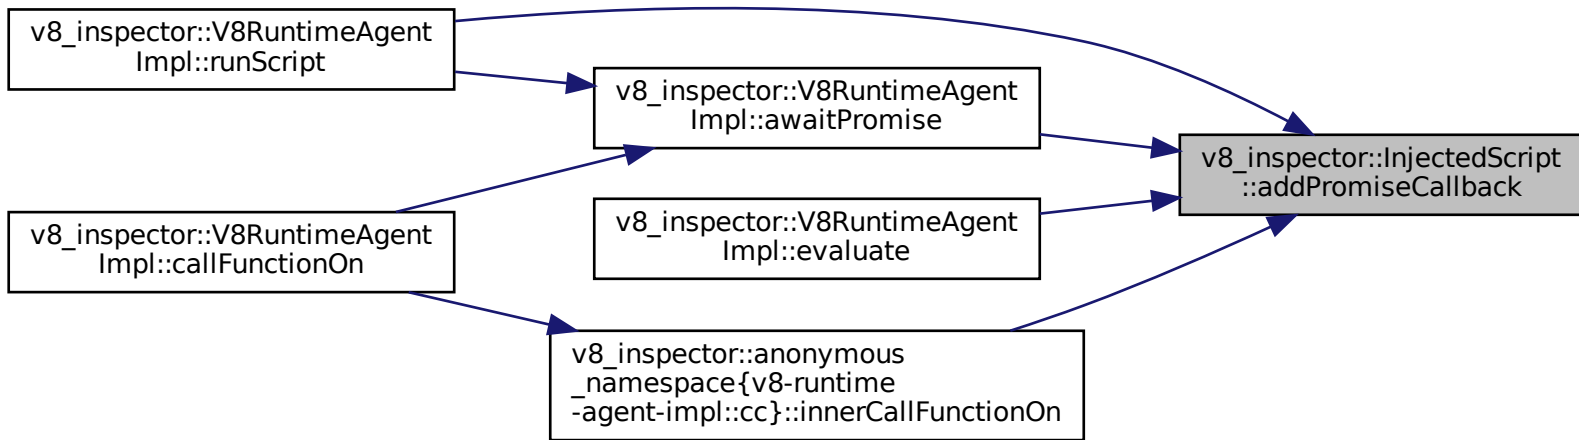 v8_inspector::V8RuntimeAgent
Impl::runScript
v8_inspector::V8RuntimeAgent
Impl::awaitPromise
v8_inspector::InjectedScript
::addPromiseCallback
v8_inspector::V8RuntimeAgent
Impl::callFunctionOn
v8_inspector::V8RuntimeAgent
Impl::evaluate
v8_inspector::anonymous
_namespace{v8-runtime
-agent-impl::cc}::innerCallFunctionOn